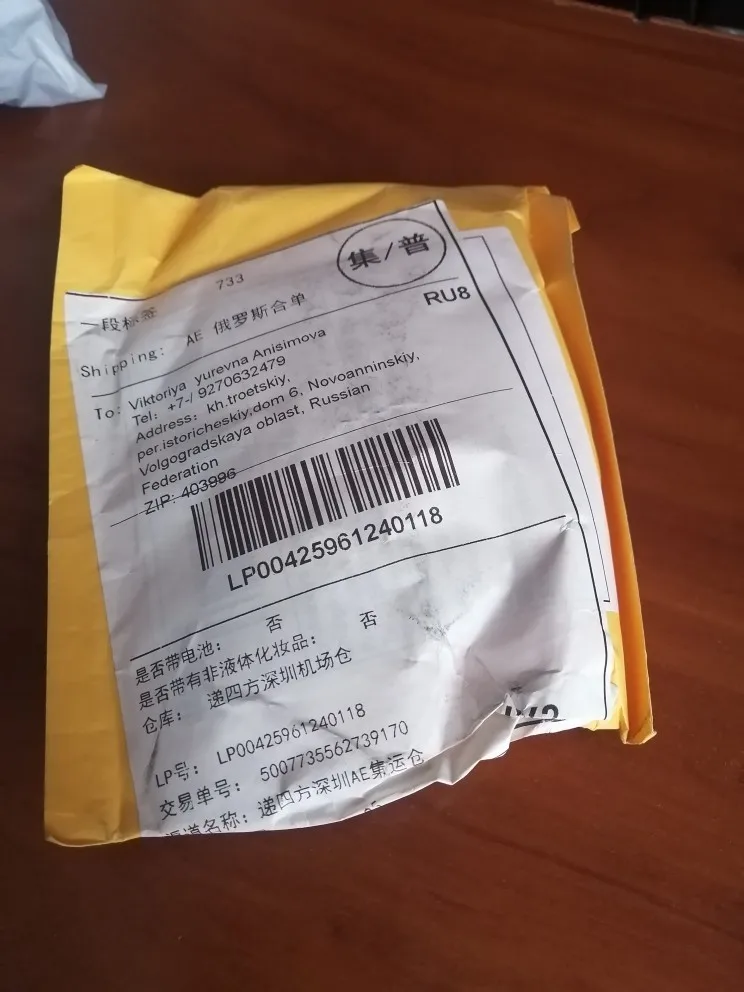 集/普
733
一段标签
RU8
Shipping: AE 俄罗斯合单
To: Viktoriya yurevna Anisimova
Tel: +7-/ 9270632479
Address: kh.troetskiy,
per.istoricheskiy,dom 6, Novoanninskiy,
Volgogradskaya oblast, Russian
Federation
ZIP: 403996
LP00425961240118
是否带电池: 否
是否带有非液体化妆品: 否
仓库: 递四方深圳机场仓
LP号: LP00425961240118
交易单号: 5007735562739170
渠道名称: 递四方深圳AE集运仓